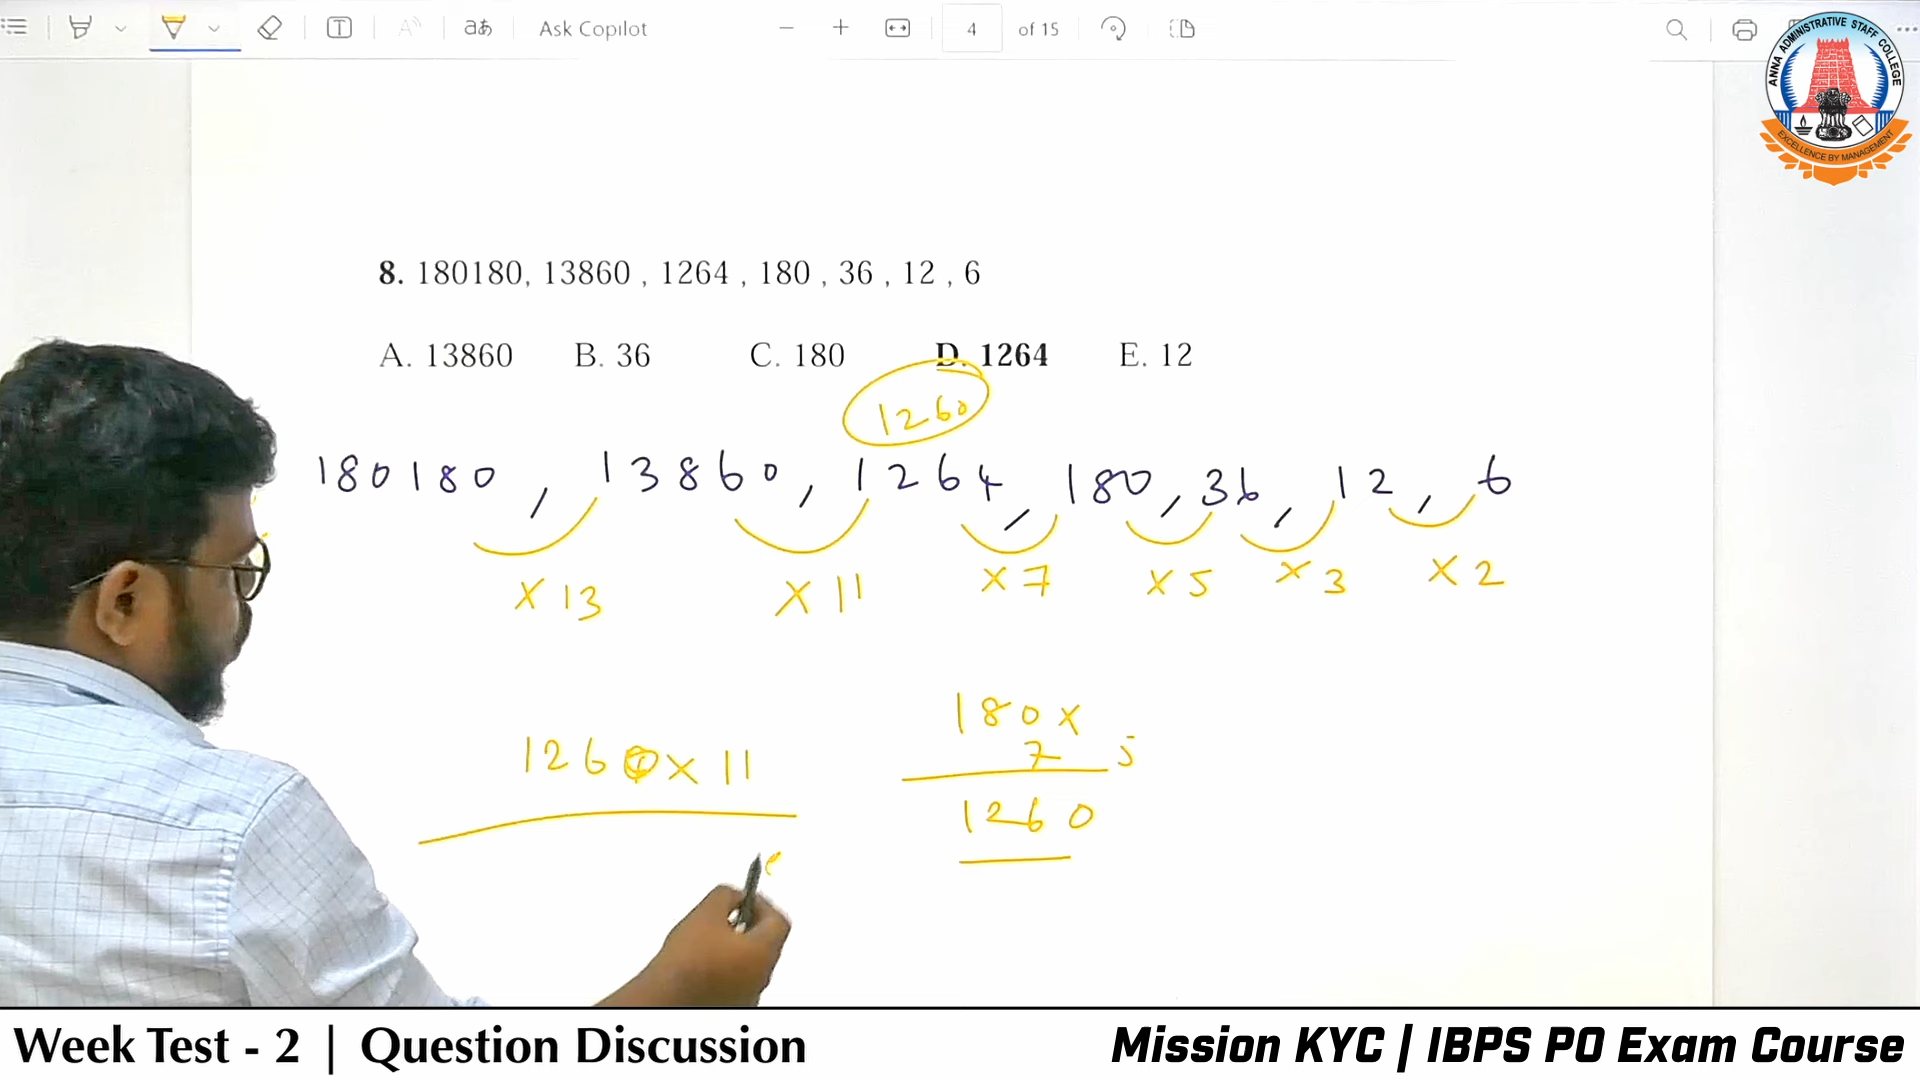 Ask Copilot
4 of 15
ANNA ADMINISTRATIVE STAFF COLLEGE
EXCELLENCE BY MANAGEMENT
8. 180180, 13860 , 1264 , 180 , 36 , 12 , 6
A. 13860 B. 36 C. 180 D. 1264 E. 12
1260
180180 , 13860 , 1264 , 180 , 36 , 12 , 6
X 13 X 11 X 7 X 5 X 3 X 2
180 x
7 ;
1260 x 11
1260
Week Test - 2 | Question Discussion
Mission KYC | IBPS PO Exam Course